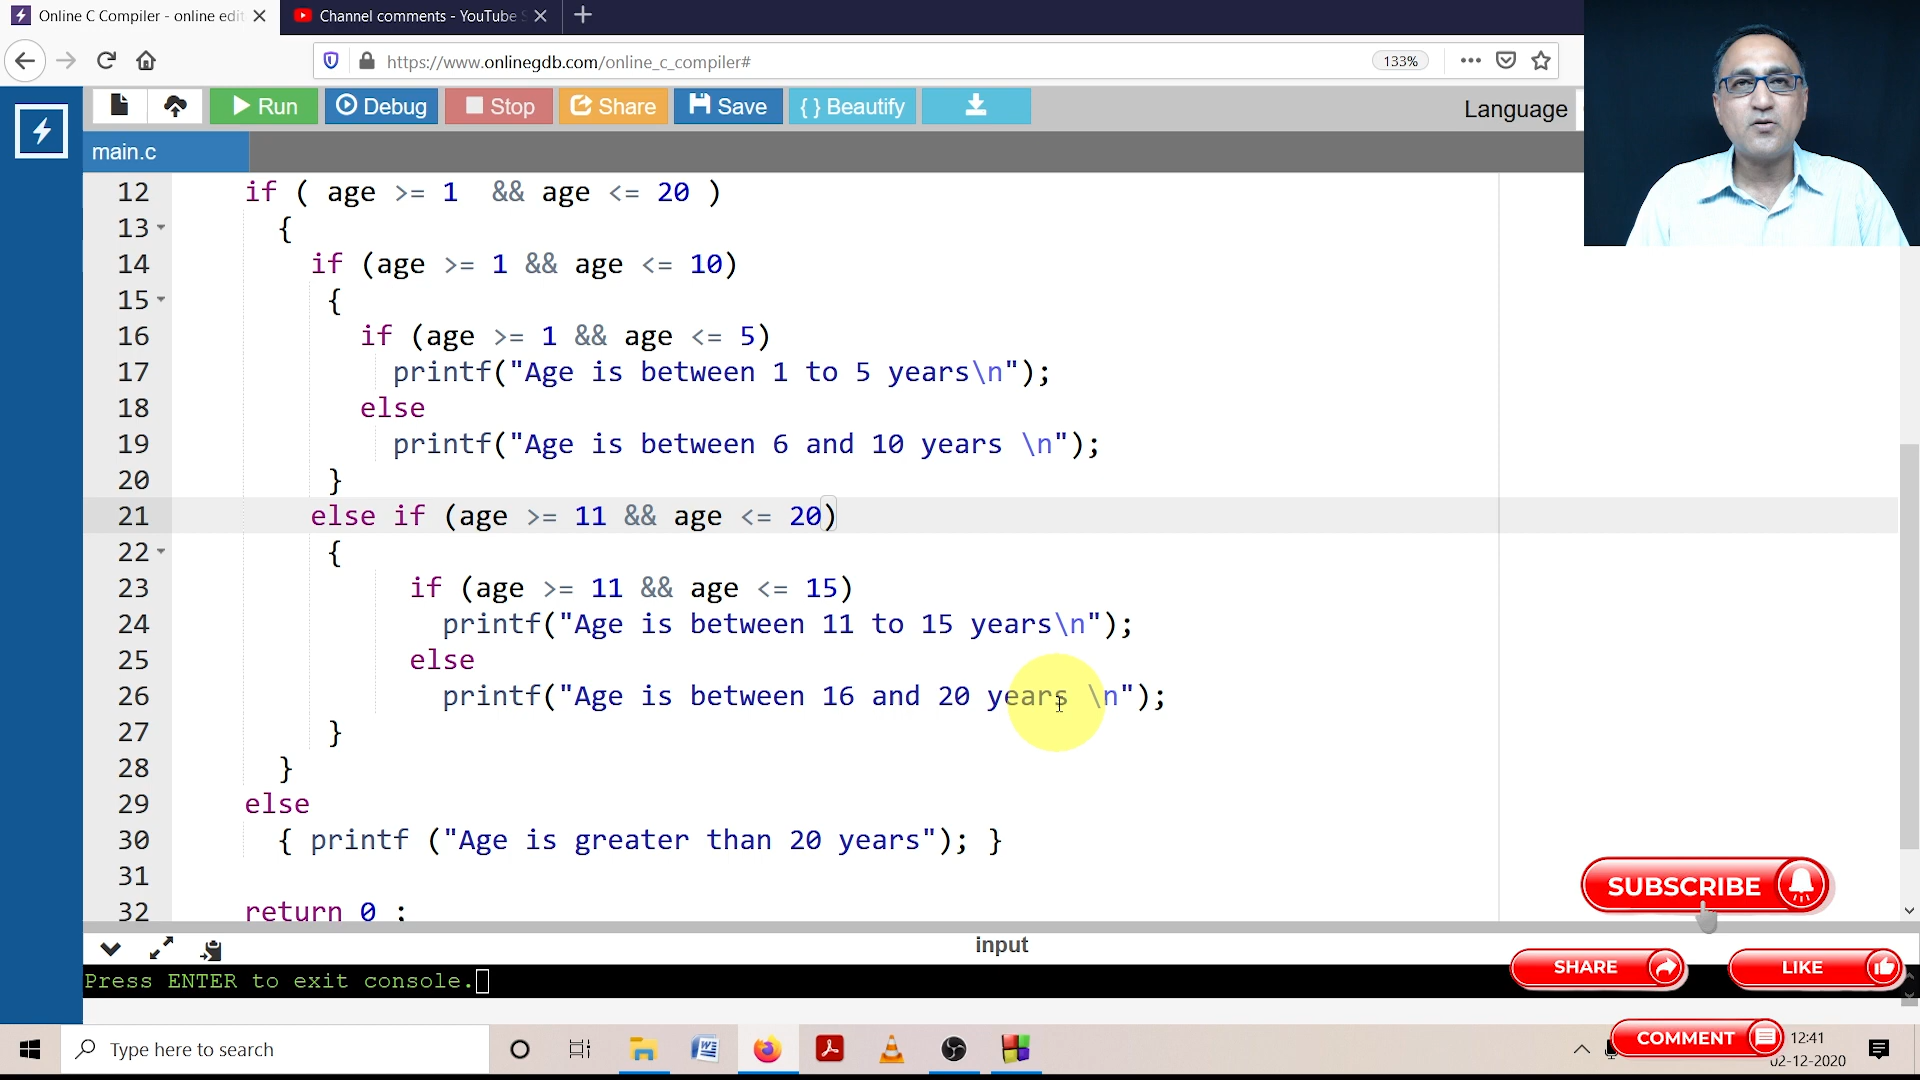 Online C Compiler - online edit
Channel comments - YouTube S
https://www.onlinegdb.com/online_c_compiler#
133%
Run
Debug
Stop
Share
Save
{ } Beautify
Language
main.c
12 if ( age >= 1  && age <= 20 )
13 {
14 if (age >= 1 && age <= 10)
15 {
16 if (age >= 1 && age <= 5)
17 printf("Age is between 1 to 5 years\n");
18 else
19 printf("Age is between 6 and 10 years \n");
20 }
21 else if (age >= 11 && age <= 20)
22 {
23 if (age >= 11 && age <= 15)
24 printf("Age is between 11 to 15 years\n");
25 else
26 printf("Age is between 16 and 20 years \n");
27 }
28 }
29 else
30 { printf ("Age is greater than 20 years"); }
31
32 return 0 ;
SUBSCRIBE
input
SHARE
LIKE
Press ENTER to exit console.
Type here to search
COMMENT
12:41
02-12-2020